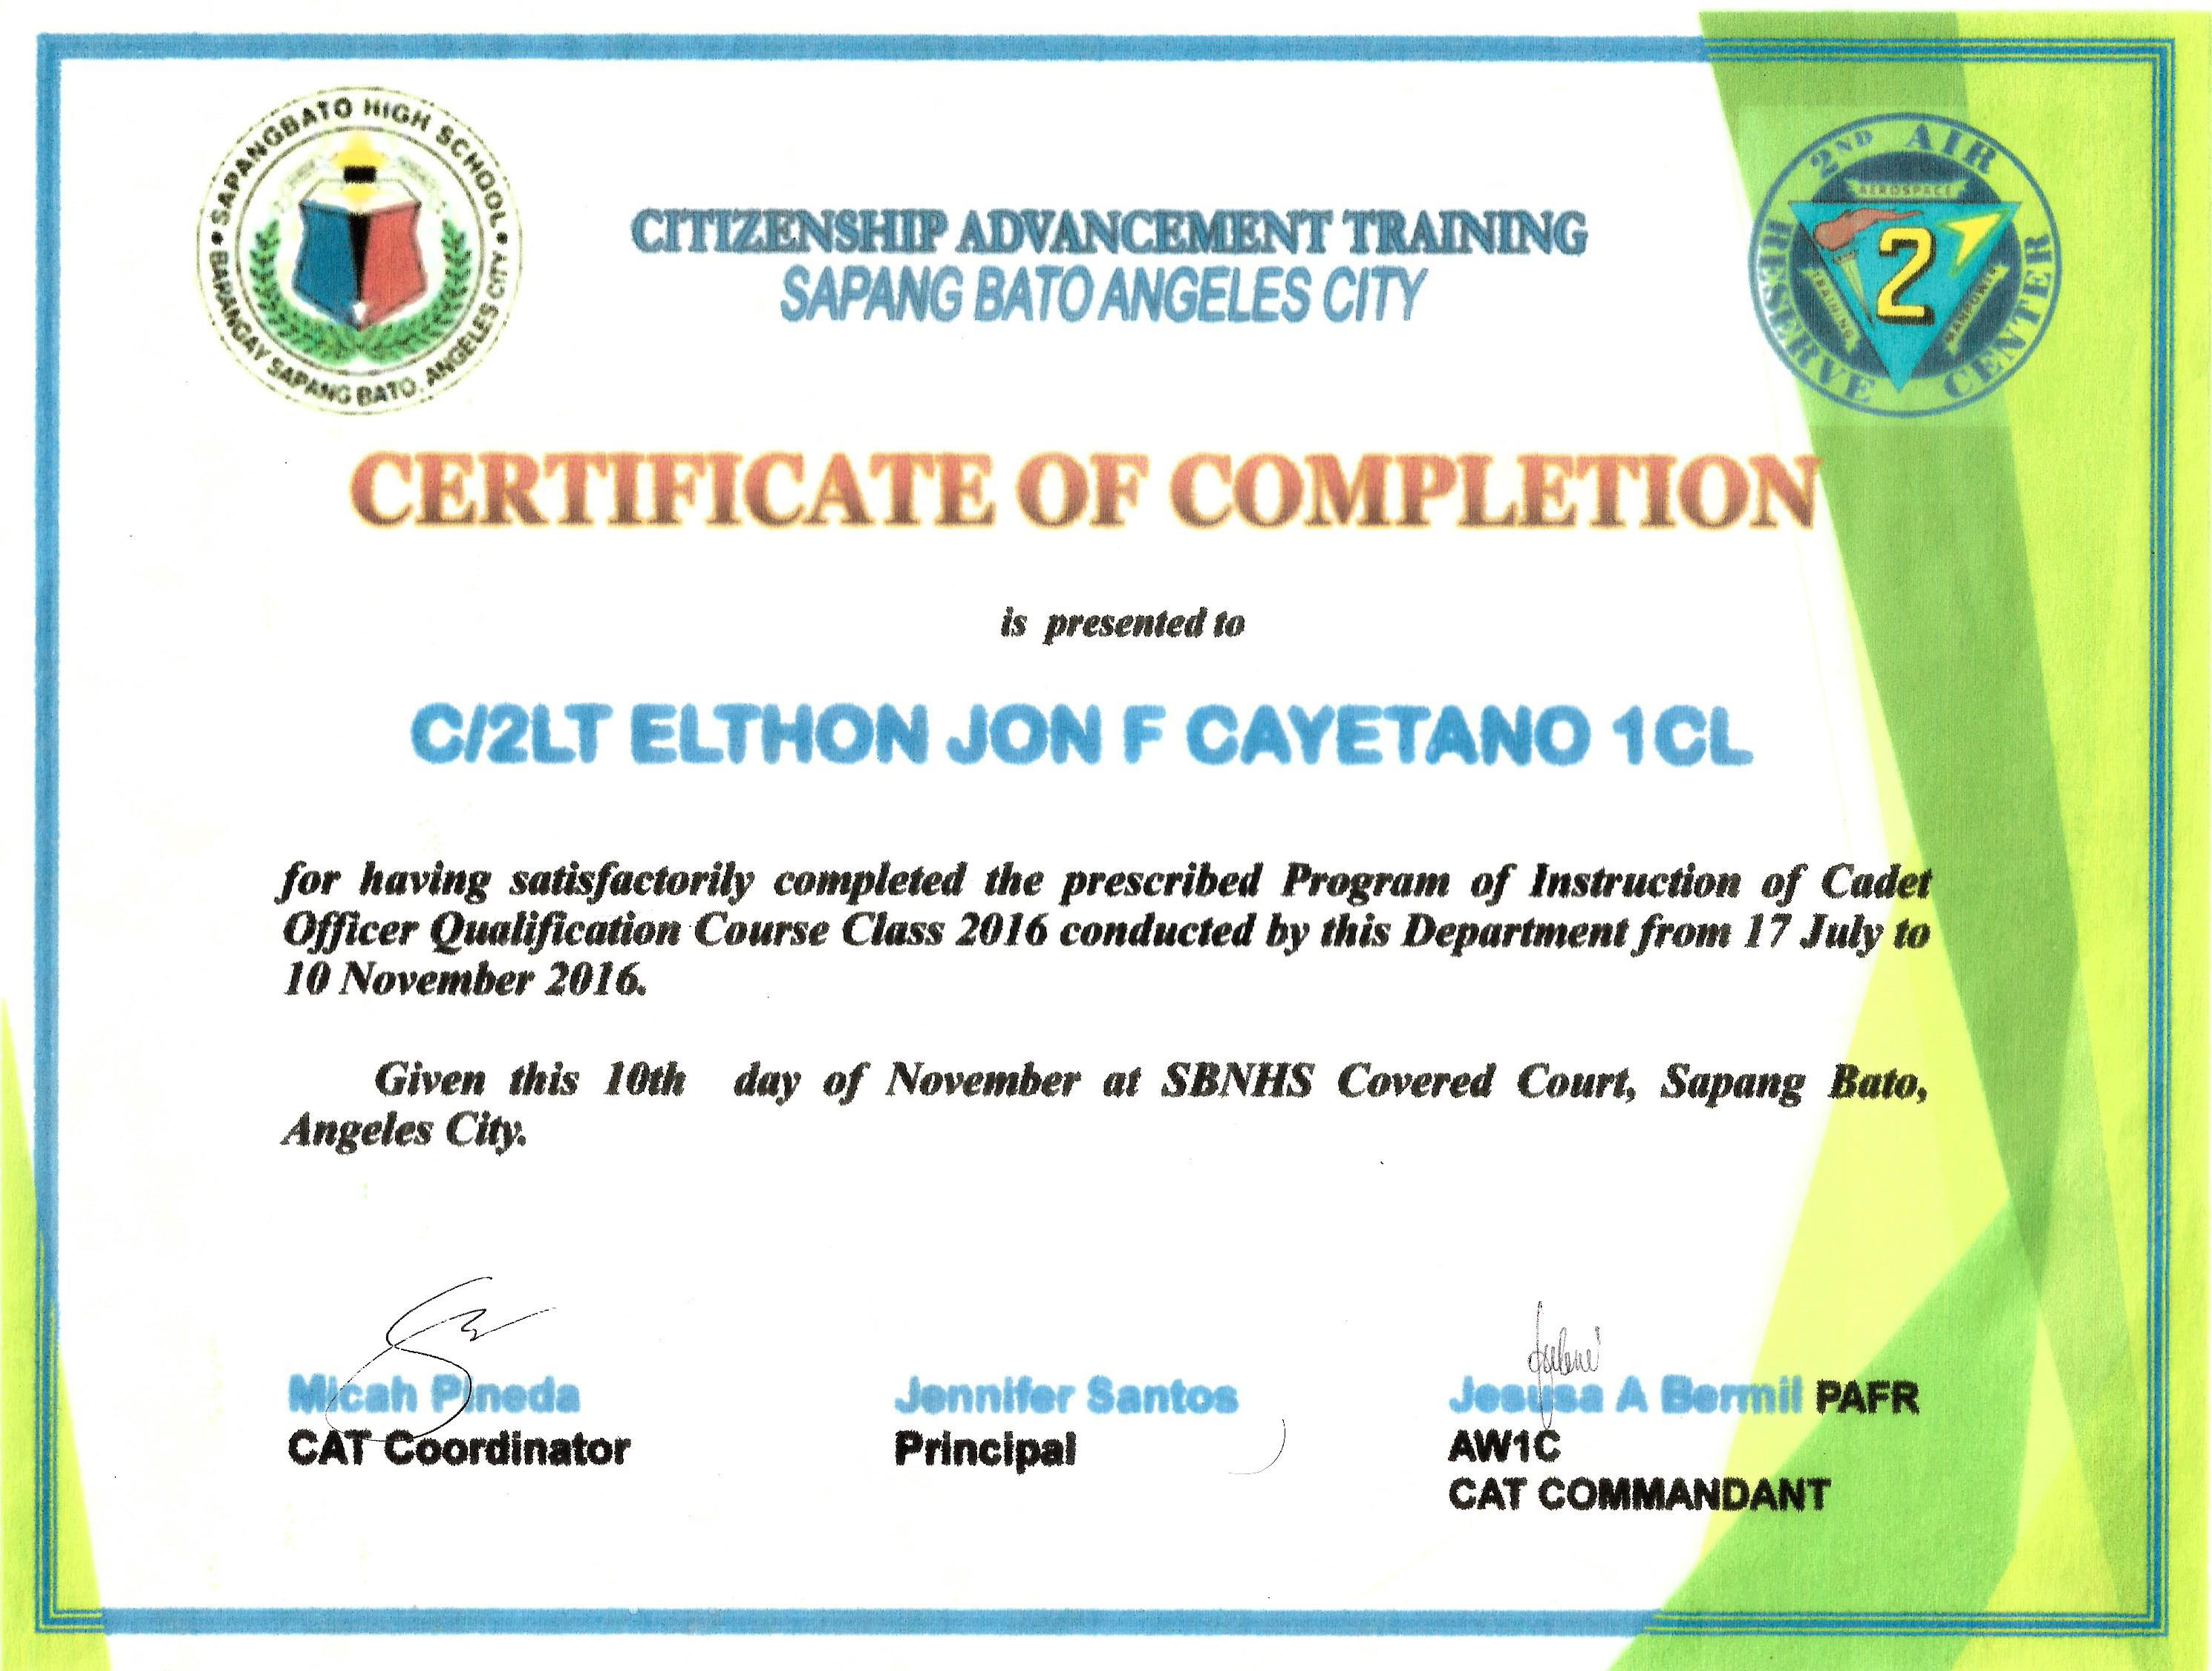 SAPANGBATO HIGH SCHOOL
BARANGAY SAPANG BATO, ANGELES CITY
2ND AIR
RESERVE CENTER
AEROSPACE
TRAINING
MANPOWER
2
CITIZENSHIP ADVANCEMENT TRAINING
SAPANG BATO ANGELES CITY
CERTIFICATE OF COMPLETION
is presented to
C/2LT ELTHON JON F CAYETANO 1CL
for having satisfactorily completed the prescribed Program of Instruction of Cadet
Officer Qualification Course Class 2016 conducted by this Department from 17 July to
10 November 2016.
Given this 10th day of November at SBNHS Covered Court, Sapang Bato,
Angeles City.
Micah Pineda
CAT Coordinator
Jennifer Santos
Principal
Jesusa A Bermil PAFR
AW1C
CAT COMMANDANT